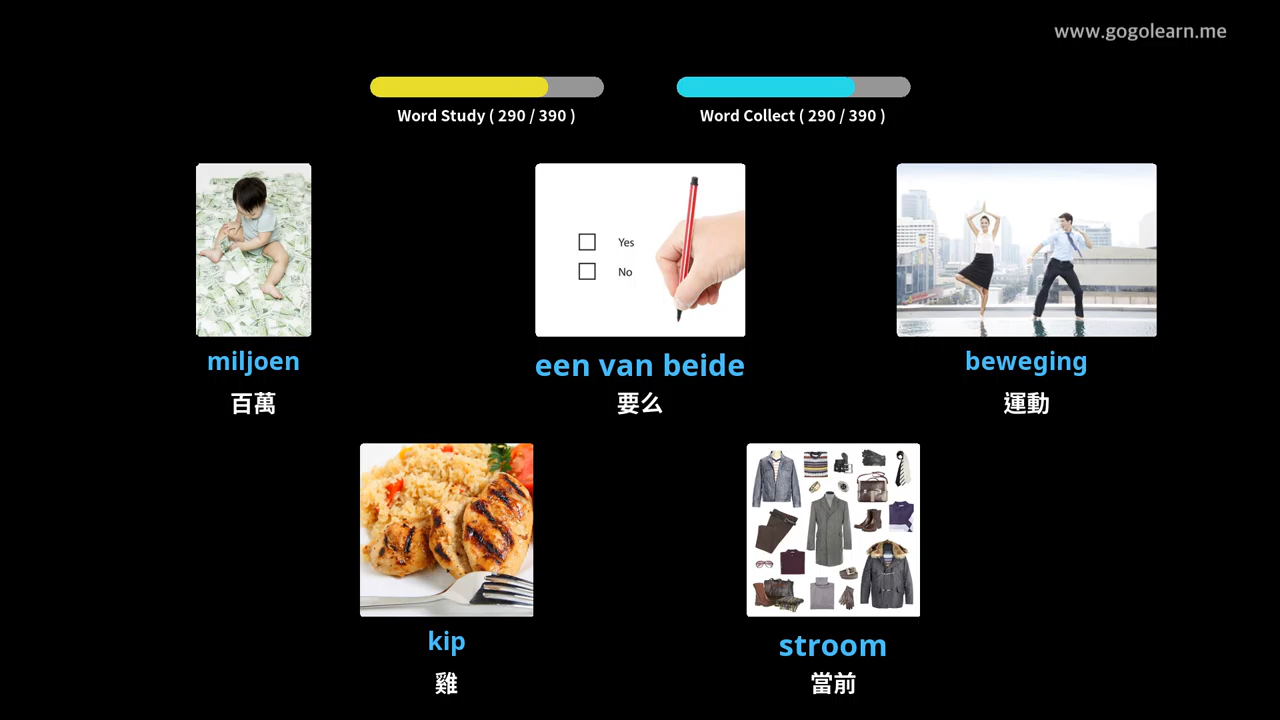 www.gogolearn.me
Word Study ( 290 / 390 )
Word Collect ( 290 / 390 )
Yes
No
miljoen
百萬
een van beide
要么
beweging
運動
kip
雞
stroom
當前